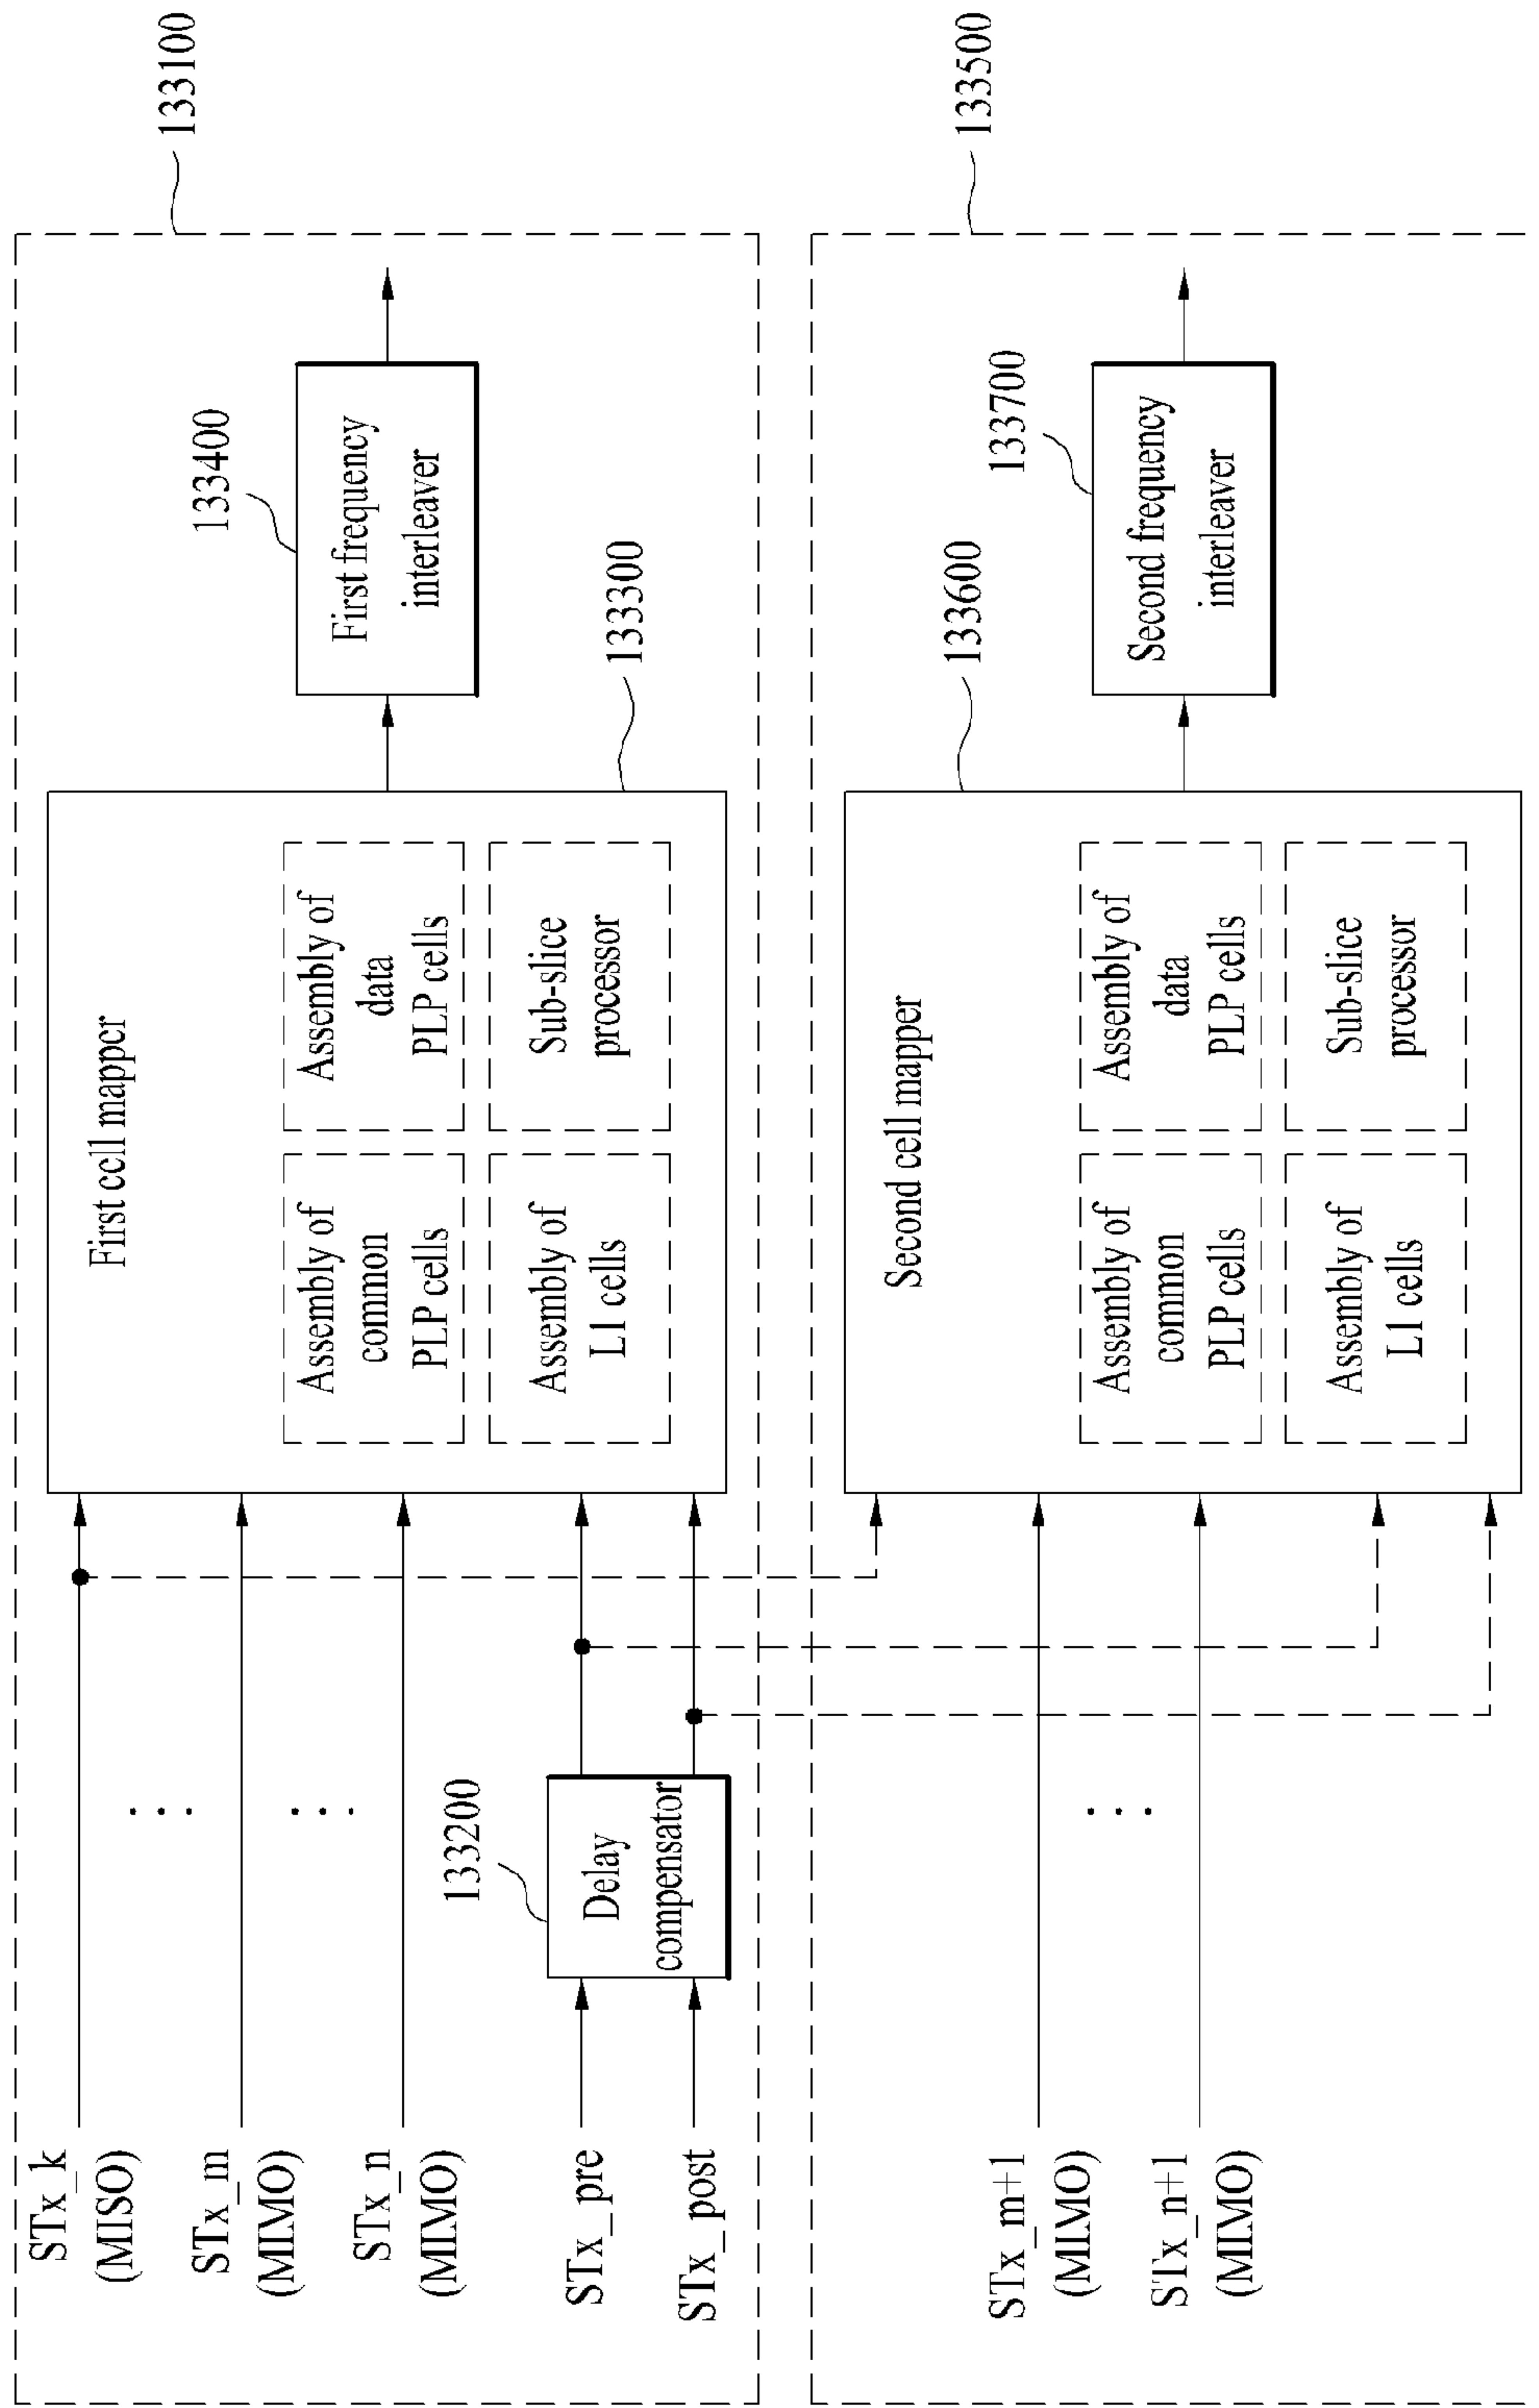 133100
STx_k
(MISO)
STx_m
(MIMO)
STx_n
(MIMO)
STx_pre
STx_post
133200
Delay
compensator
First cell mapper
Assembly of
common
PLP cells
Assembly of
data
PLP cells
Assembly of
L1 cells
Sub-slice
processor
133300
133400
First frequency
interleaver
133500
STx_m+1
(MIMO)
STx_n+1
(MIMO)
Second cell mapper
Assembly of
common
PLP cells
Assembly of
data
PLP cells
Assembly of
L1 cells
Sub-slice
processor
133600
133700
Second frequency
interleaver